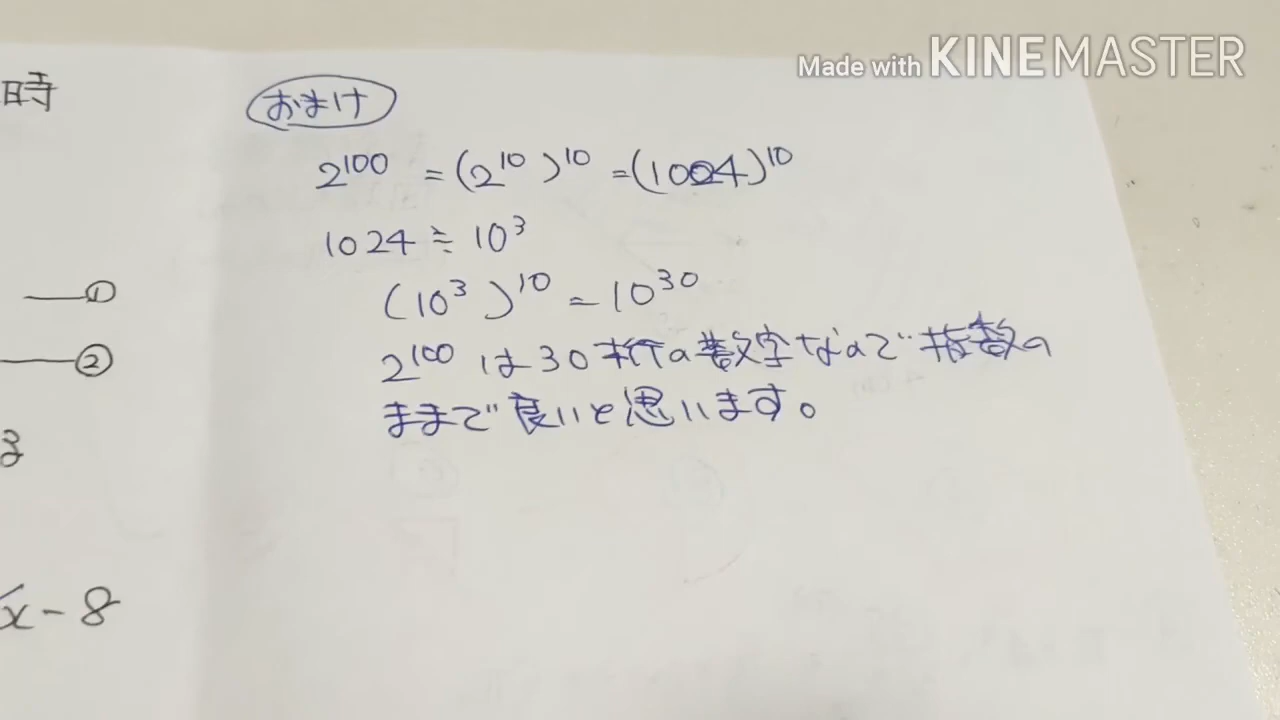 Made with KINEMASTER
時
おまけ
2^100 = (2^10)^10 = (1024)^10
1024 ≒ 10^3
①
(10^3)^10 = 10^30
②
2^100 は 30 桁の数字なので 指数の
ままで 良いと思います。
x - 8